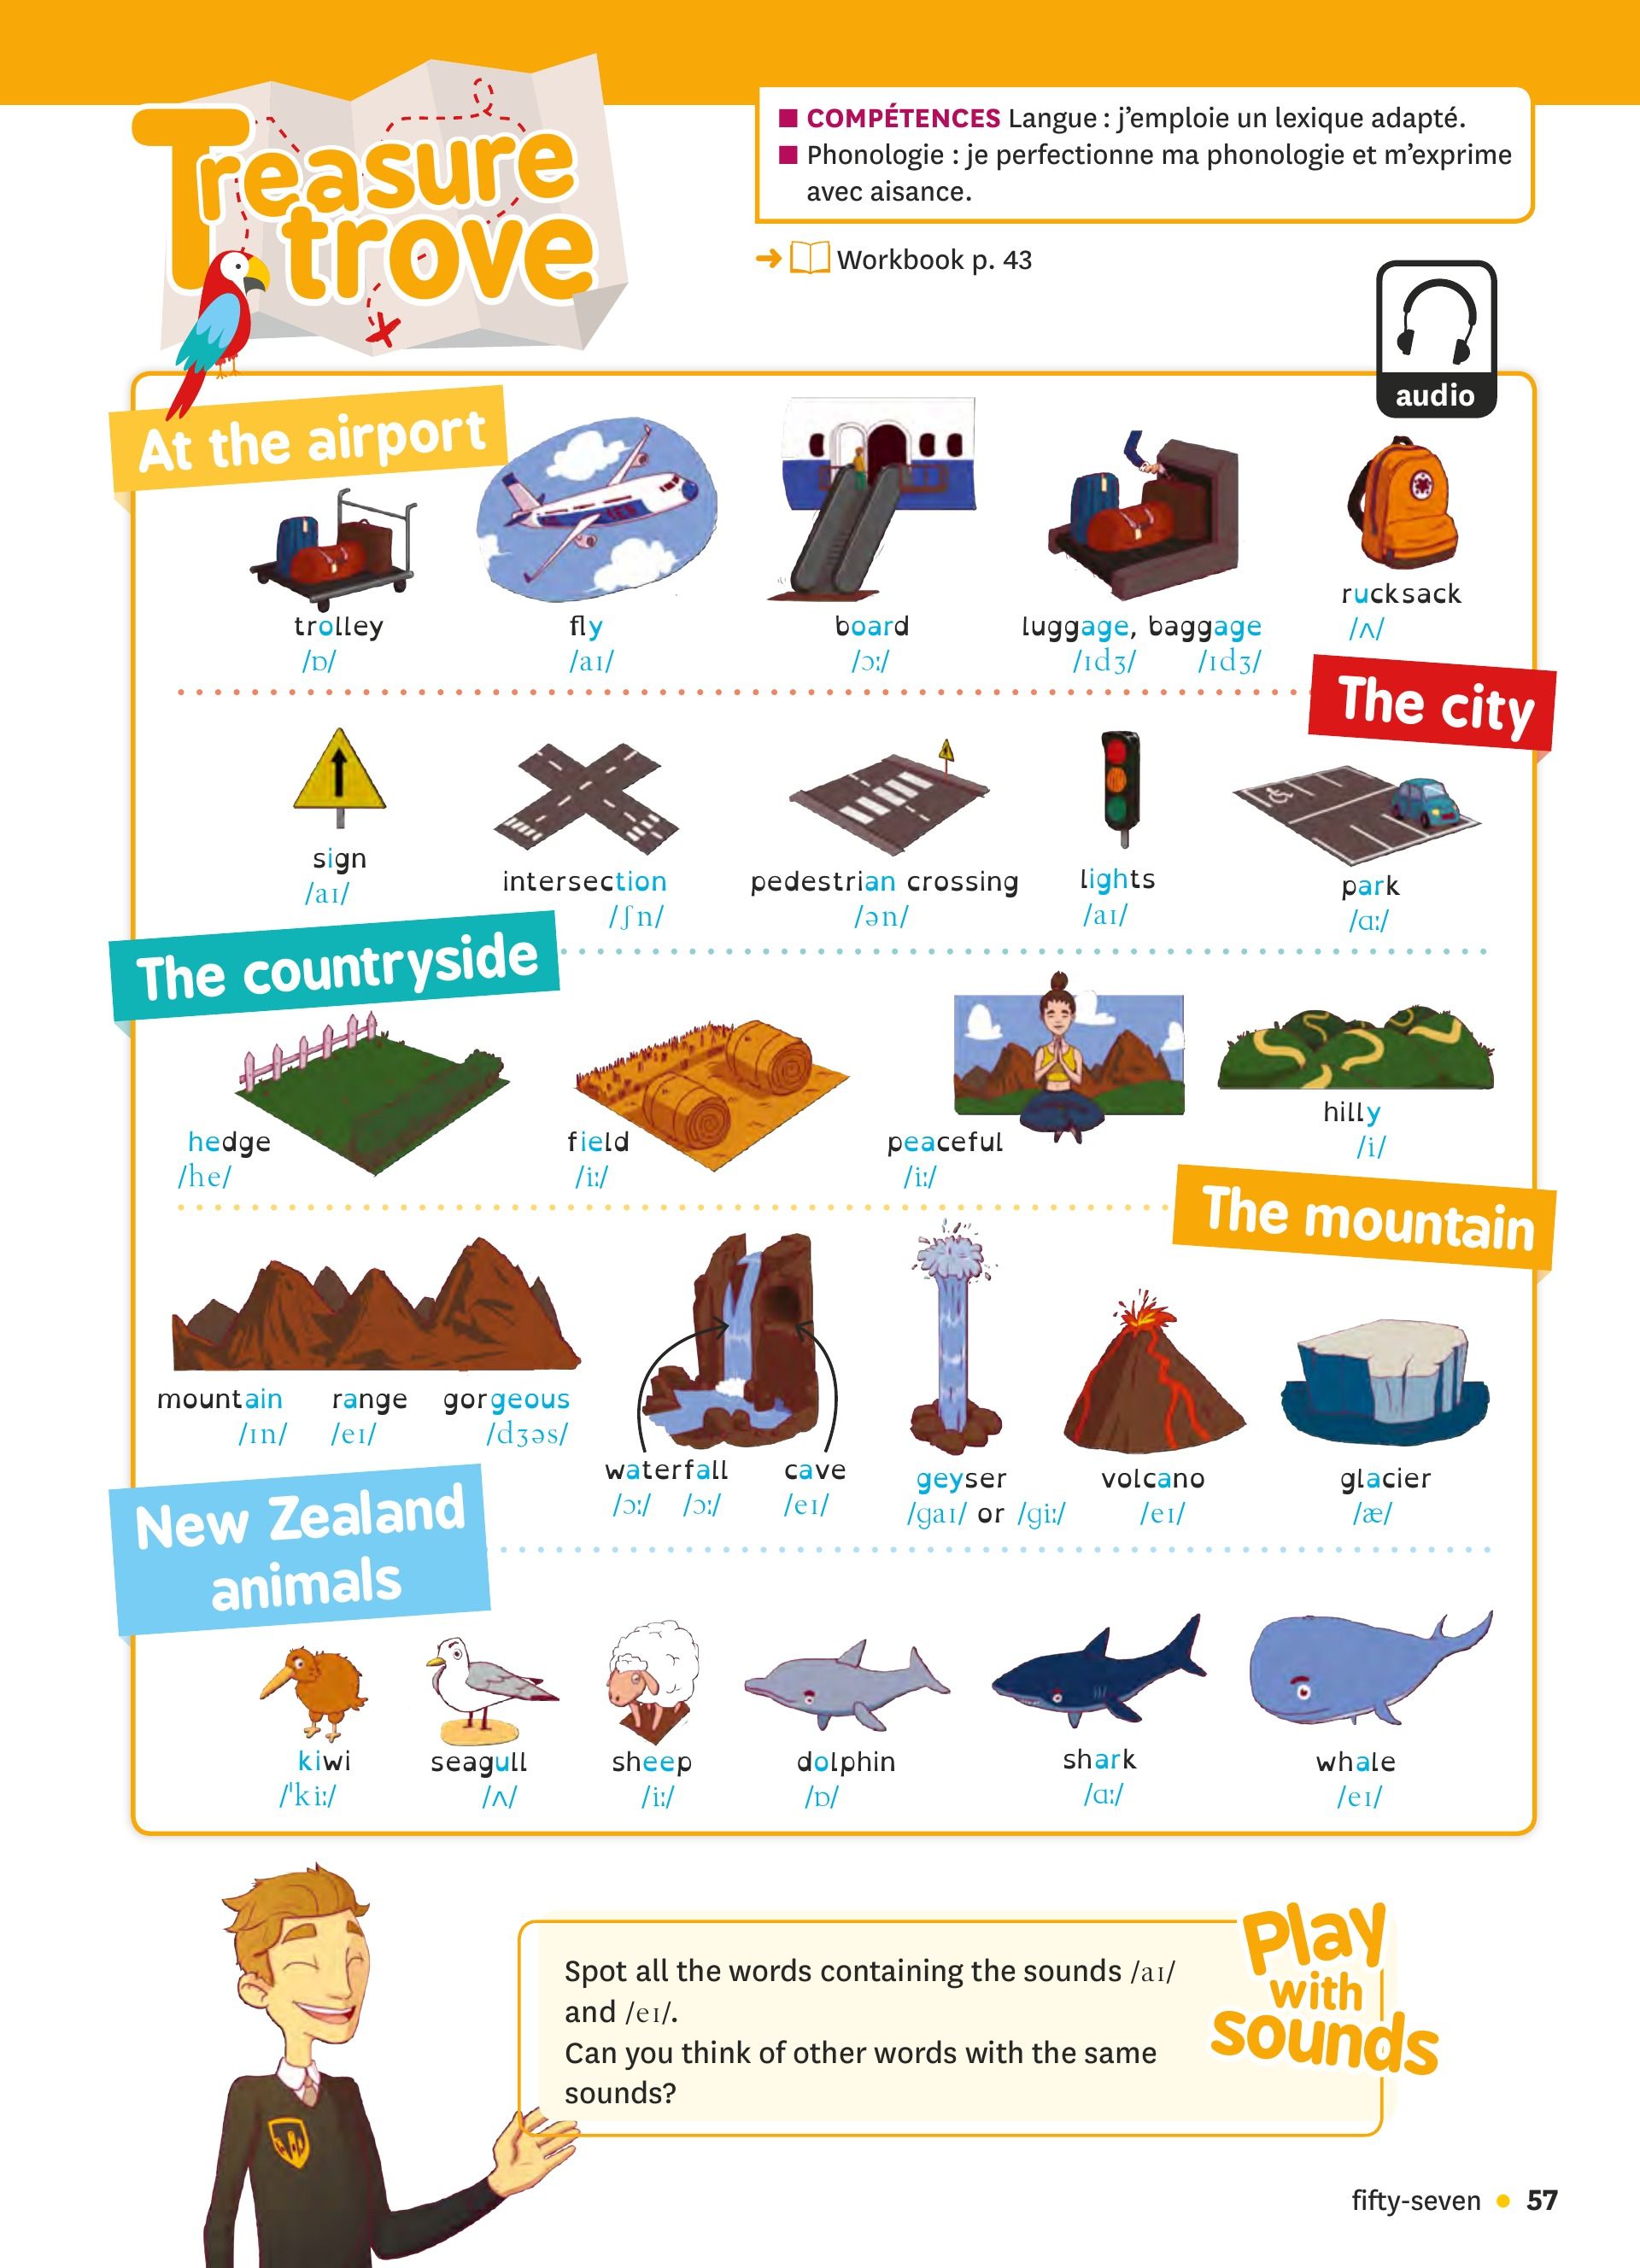 Treasure
trove
■ COMPÉTENCES Langue : j'emploie un lexique adapté.
■ Phonologie : je perfectionne ma phonologie et m'exprime
avec aisance.
➔ Workbook p. 43
audio
At the airport
trolley
/ɒ/
fly
/aɪ/
board
/ɔː/
luggage, baggage
/ɪdʒ/ /ɪdʒ/
rucksack
/ʌ/
The city
sign
/aɪ/
intersection
/ʃn/
pedestrian crossing
/ən/
lights
/aɪ/
park
/ɑː/
The countryside
hedge
/he/
field
/iː/
peaceful
/iː/
hilly
/i/
The mountain
mountain range gorgeous
/ɪn/ /eɪ/ /dʒəs/
waterfall
/ɔː/ /ɔː/
cave
/eɪ/
geyser
/gaɪ/ or /giː/
volcano
/eɪ/
glacier
/æ/
New Zealand
animals
kiwi
/ˈkiː/
seagull
/ʌ/
sheep
/iː/
dolphin
/ɒ/
shark
/ɑː/
whale
/eɪ/
Play
with
sounds
Spot all the words containing the sounds /aɪ/
and /eɪ/.
Can you think of other words with the same
sounds?
fifty-seven • 57